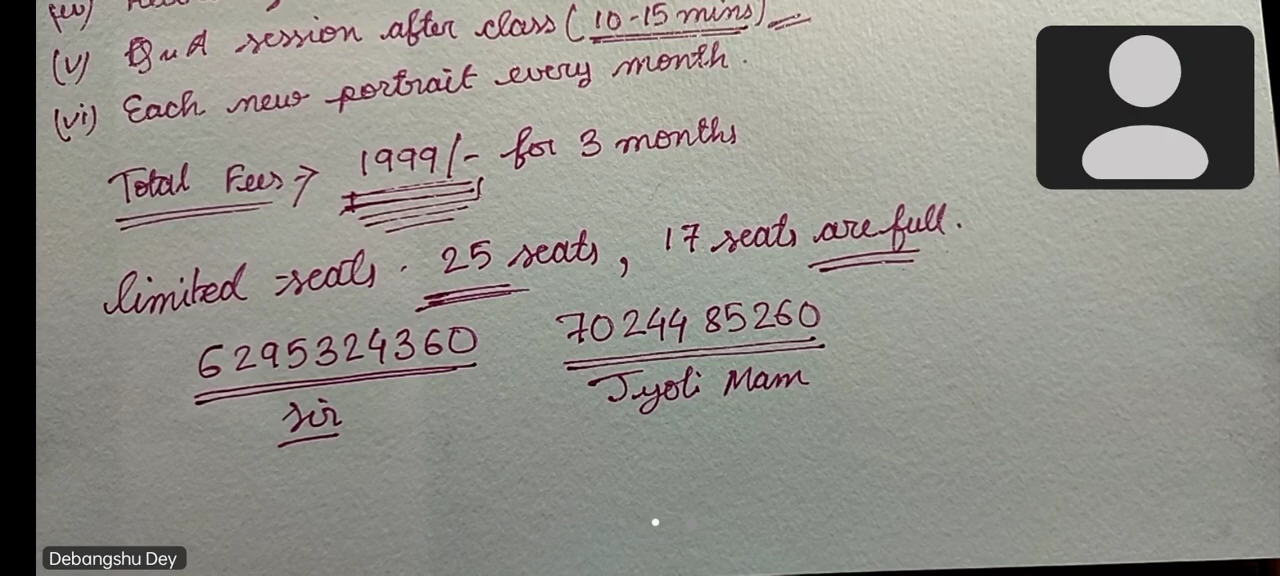 (v) Q n A session after class (10-15 mins)
(vi) Each new portrait every month.
Total Fees → 1999/- for 3 months
limited seats. 25 seats, 17 seats are full.
6295324360 7024485260
Sir Jyoti Mam
Debangshu Dey